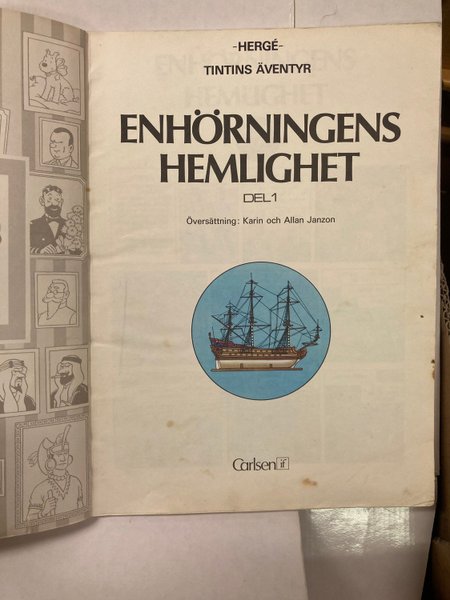 -HERGÉ-
TINTINS ÄVENTYR
ENHÖRNINGENS
HEMLIGHET
DEL 1
Översättning: Karin och Allan Janzon
Carlsen if